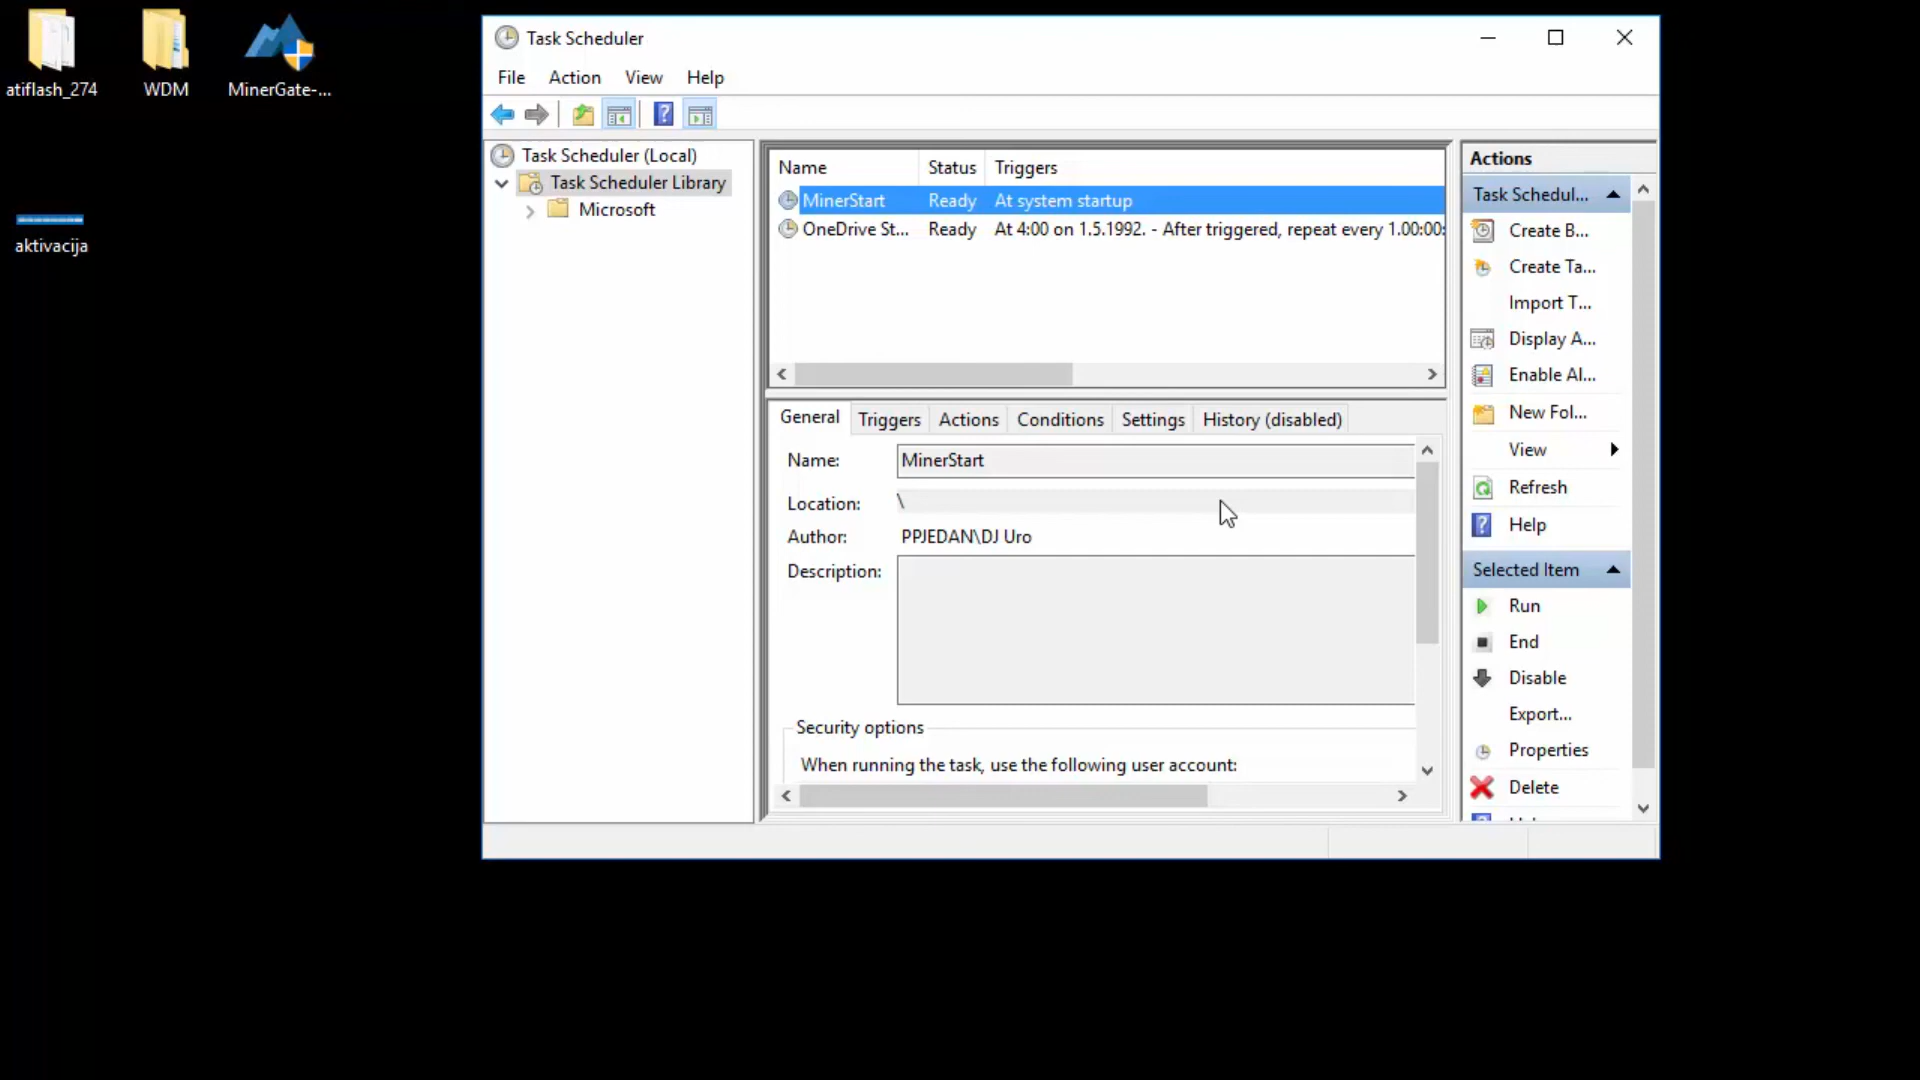 atiflash_274
WDM
MinerGate-...
aktivacija
Task Scheduler
File Action View Help
Task Scheduler (Local)
Task Scheduler Library
Microsoft
Name Status Triggers
MinerStart Ready At system startup
OneDrive St... Ready At 4:00 on 1.5.1992. - After triggered, repeat every 1.00:00:
General Triggers Actions Conditions Settings History (disabled)
Name: MinerStart
Location: \
Author: PPJEDAN\DJ Uro
Description:
Security options
When running the task, use the following user account:
Actions
Task Schedul...
Create B...
Create Ta...
Import T...
Display A...
Enable Al...
New Fol...
View
Refresh
Help
Selected Item
Run
End
Disable
Export...
Properties
Delete